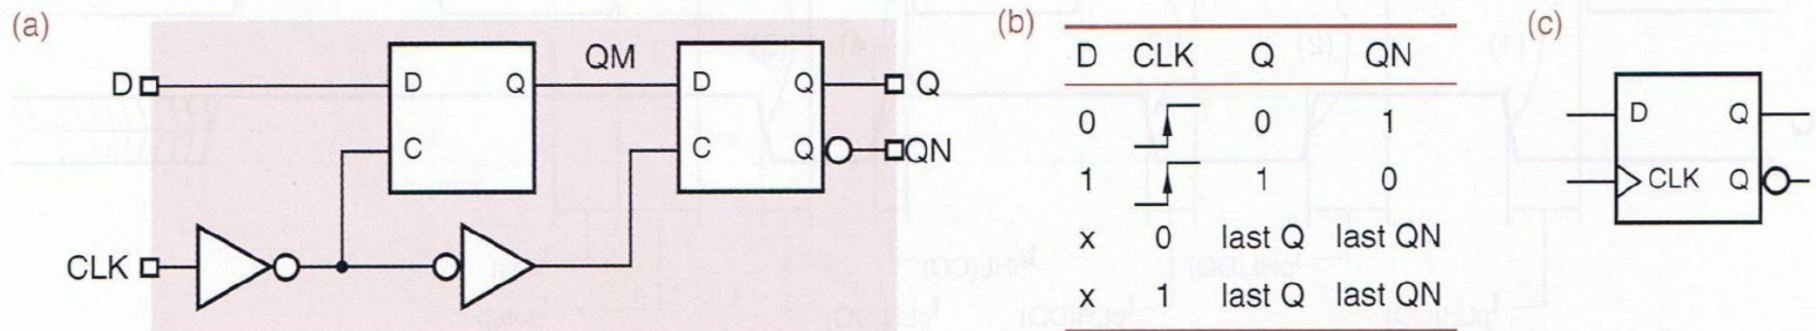 (a)
D
D
Q
QM
D
Q
Q
C
C
Q
QN
CLK
(b)
D CLK Q QN
0 0 1
1 1 0
x 0 last Q last QN
x 1 last Q last QN
(c)
D Q
CLK Q